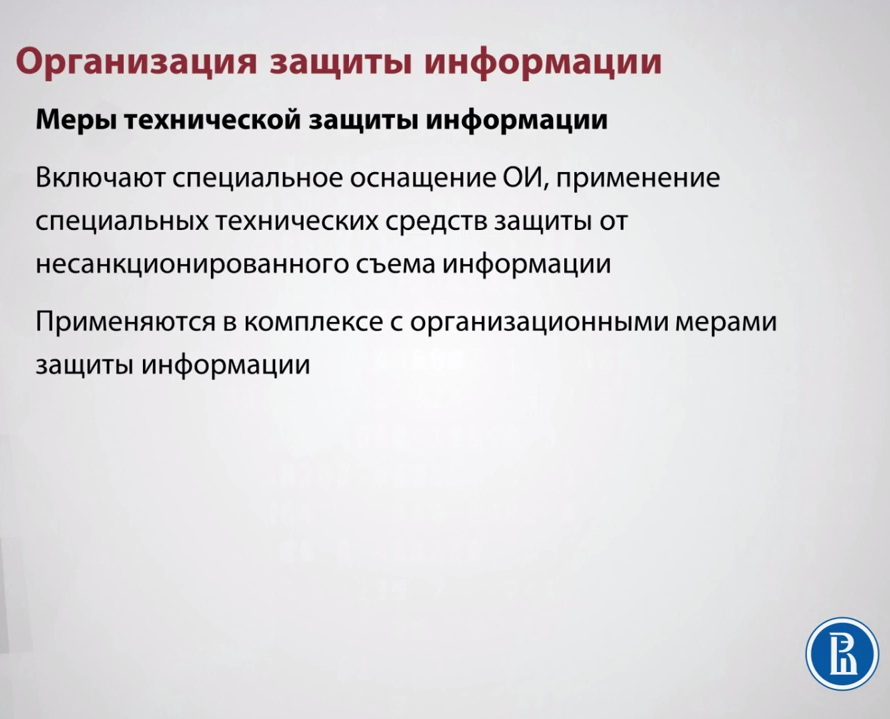 Организация защиты информации
Меры технической защиты информации
Включают специальное оснащение ОИ, применение
специальных технических средств защиты от
несанкционированного съема информации
Применяются в комплексе с организационными мерами
защиты информации